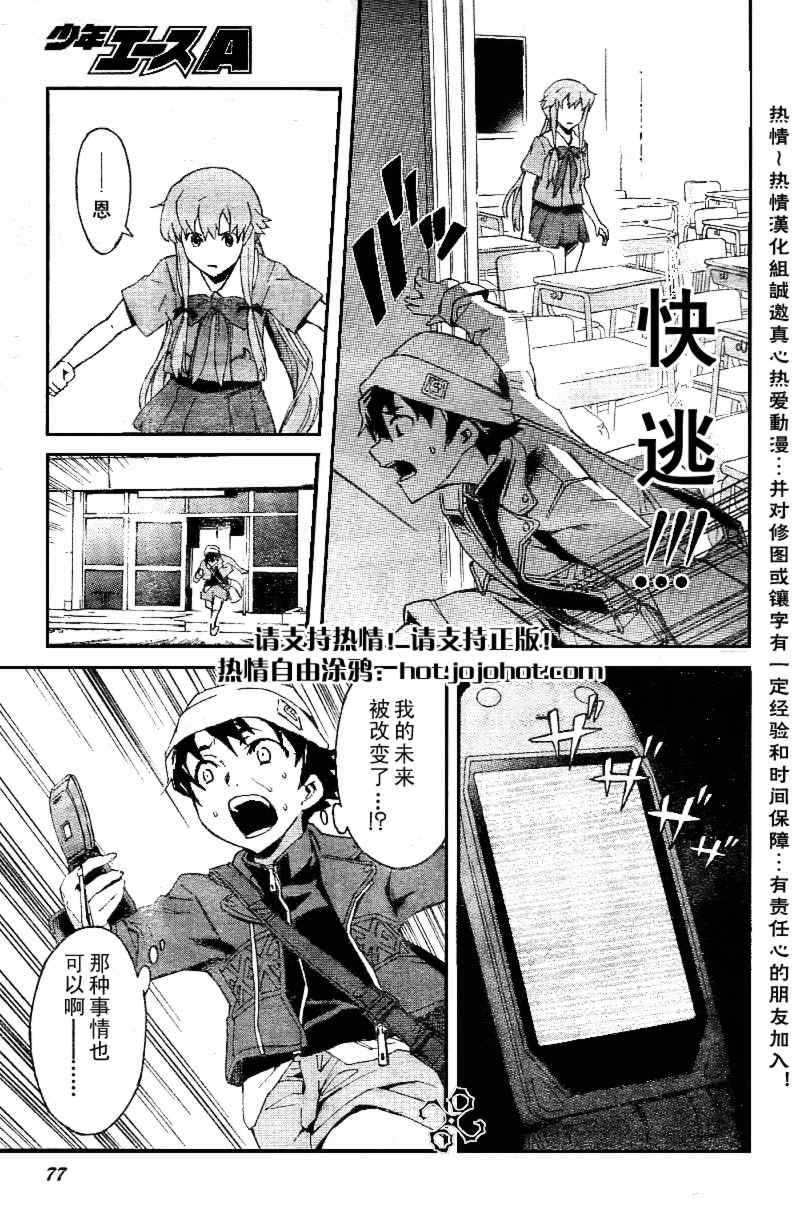 少年エースA
快逃!!!...
——恩
请支持热情! 请支持正版!
热情自由涂鸦:hot.jojohot.com
ザザザザ
我的未来
被改变了……!?
那种事情也
可以啊——……
77
热情~热情漢化組誠邀真心热爱動漫…并对修图或镶字有一定经验和时间保障…有责任心的朋友加入!